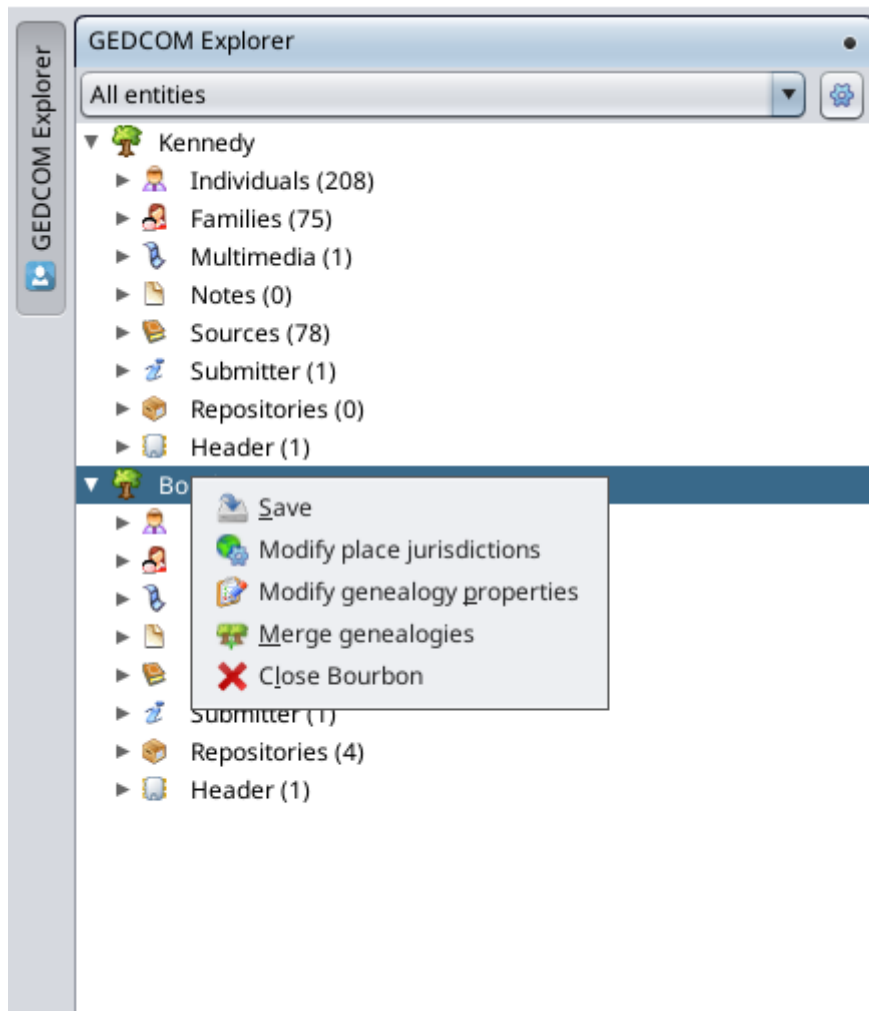 GEDCOM Explorer
GEDCOM Explorer
All entities
Kennedy
Individuals (208)
Families (75)
Multimedia (1)
Notes (0)
Sources (78)
Submitter (1)
Repositories (0)
Header (1)
Save
Modify place jurisdictions
Modify genealogy properties
Merge genealogies
Close Bourbon
Submitter (1)
Repositories (4)
Header (1)